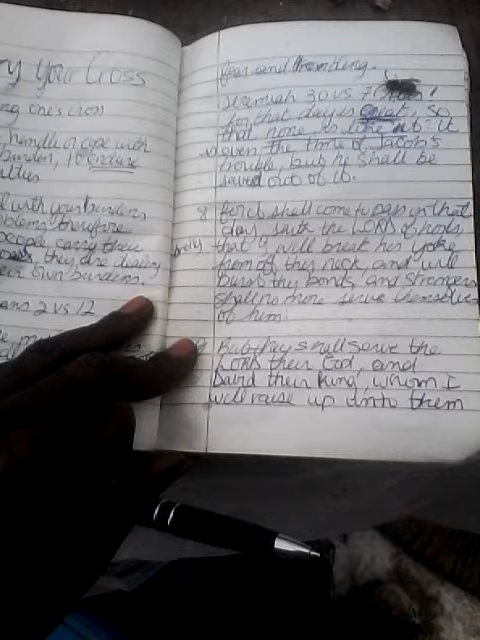 ry Your Cross
ng ones cross
handle or cope with
burden, to endure
lties
l with your burdens
blems therefore
people carry their
they are dealing
eir own burdens.
ans 2 vs 12
fear and trembling.
Jeremiah 30 vs 7
for that day is great, so
that none is like it: it
is even the time of Jacob's
trouble, but he shall be
saved out of it.
8 For it shall come to pass in that
day, saith the LORD of hosts,
that I will break his yoke
from off thy neck, and will
burst thy bonds and strangers
shall no more serve themselves
of him:
But they shall serve the
LORD their God, and
David their King, whom I
will raise up unto them